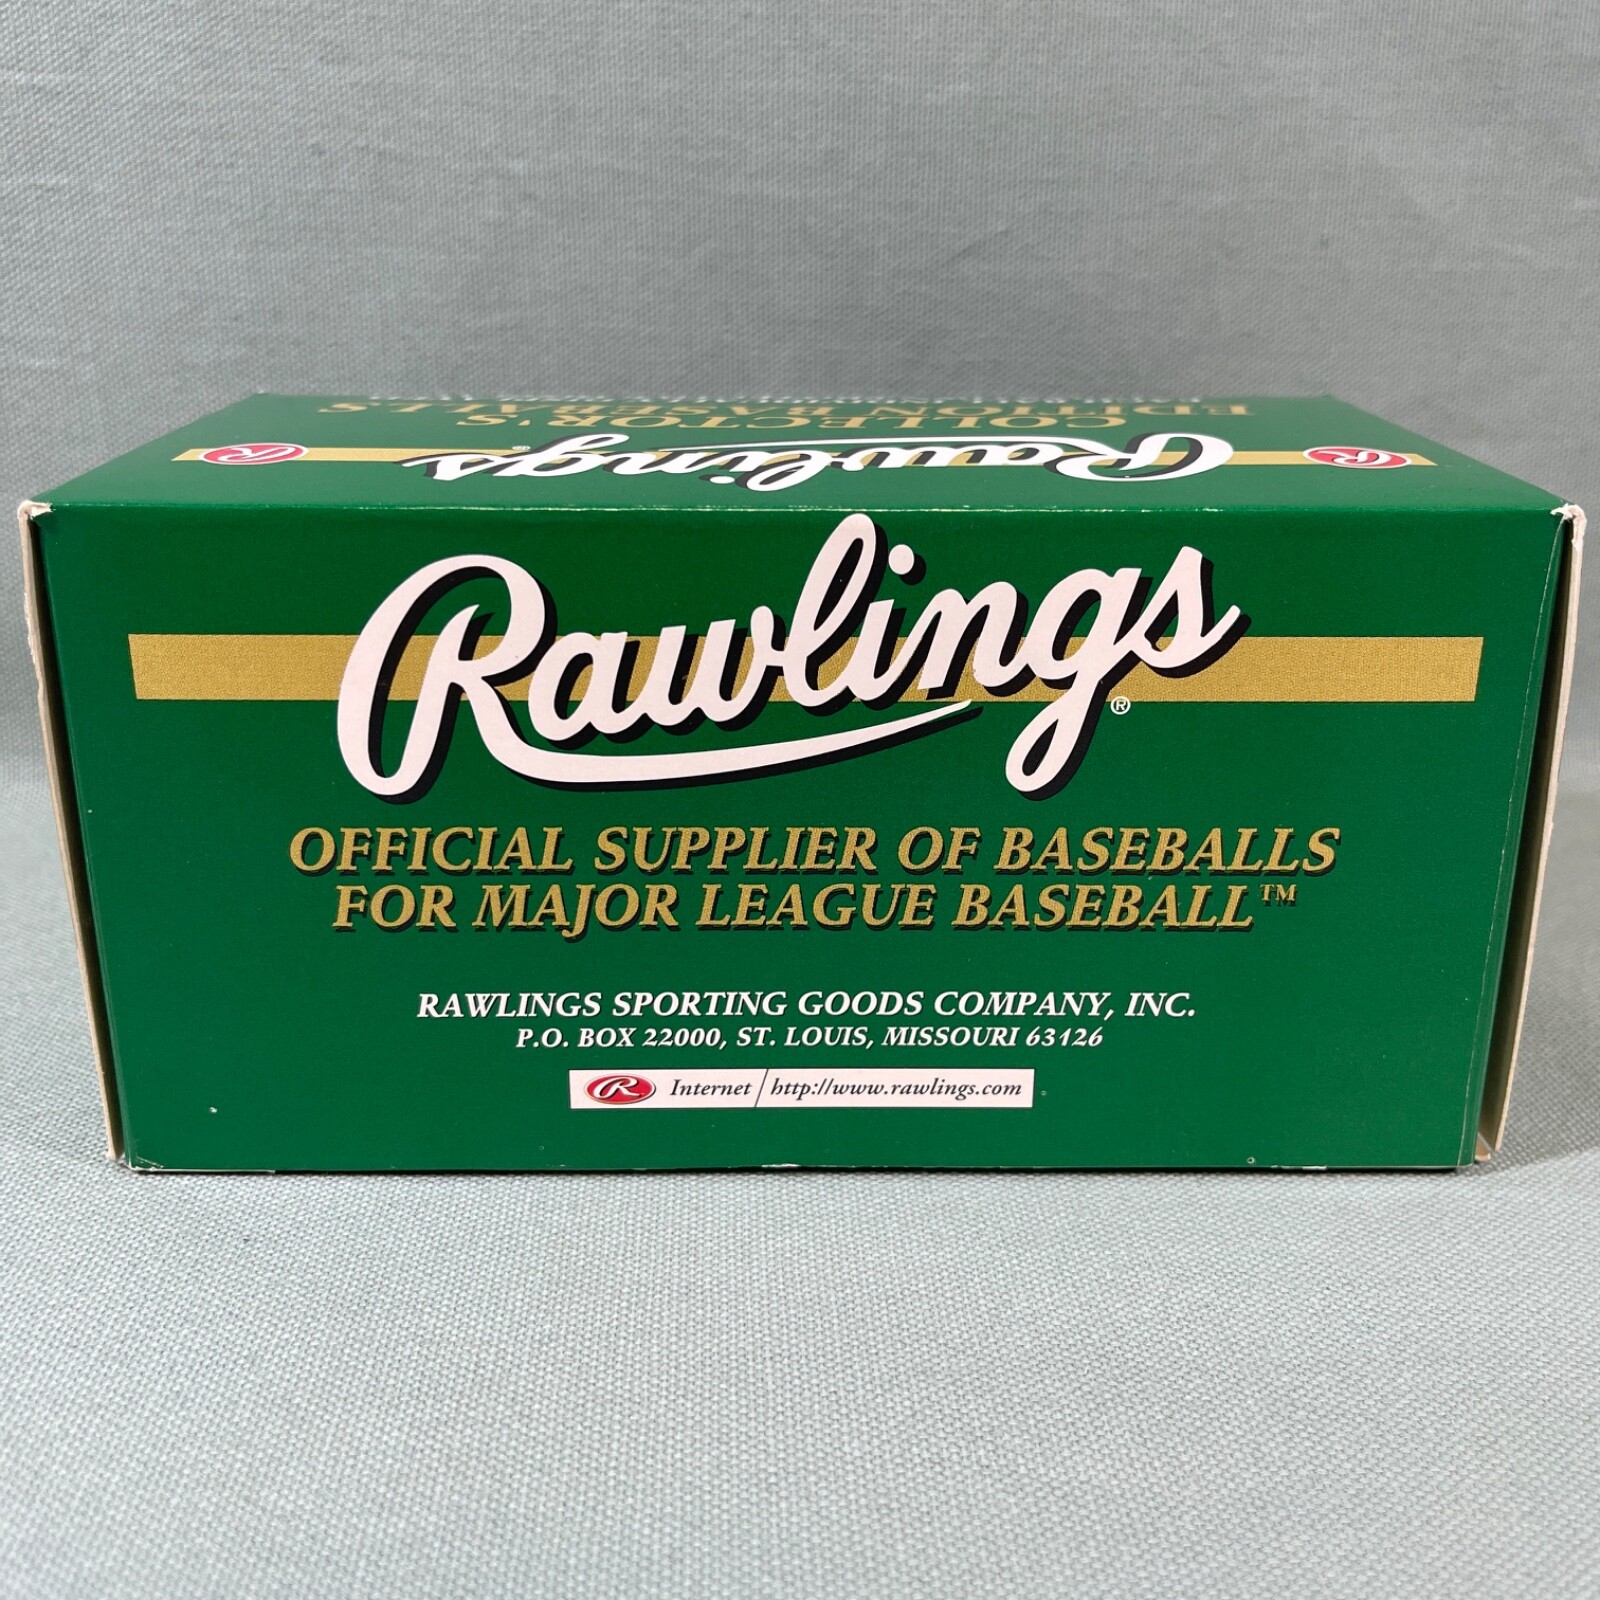 COLLECTOR'S
EDITION BASEBALLS
Rawlings®
R
R
Rawlings®
OFFICIAL SUPPLIER OF BASEBALLS
FOR MAJOR LEAGUE BASEBALL™
RAWLINGS SPORTING GOODS COMPANY, INC.
P.O. BOX 22000, ST. LOUIS, MISSOURI 63126
R Internet http://www.rawlings.com